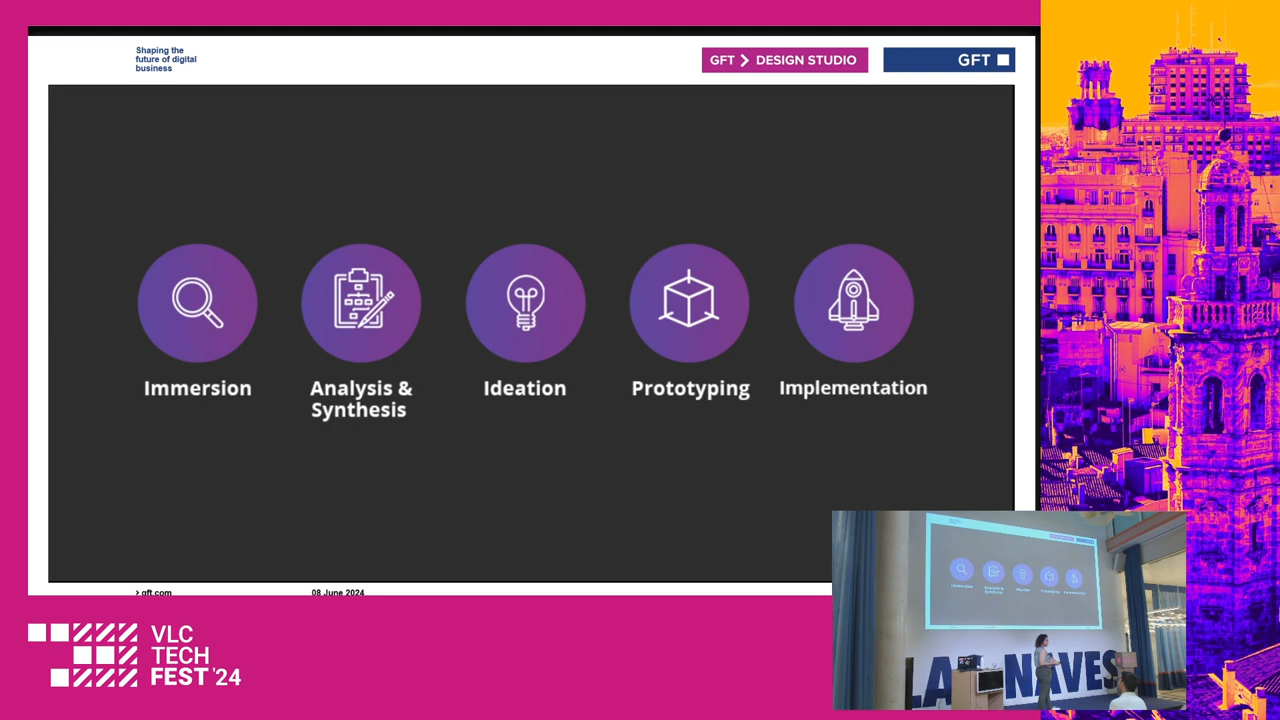 Shaping the
future of digital
business
GFT > DESIGN STUDIO
GFT
Immersion
Analysis &
Synthesis
Ideation
Prototyping
Implementation
> gft.com
08 June 2024
VLC
TECH
FEST '24
LAS NAVES